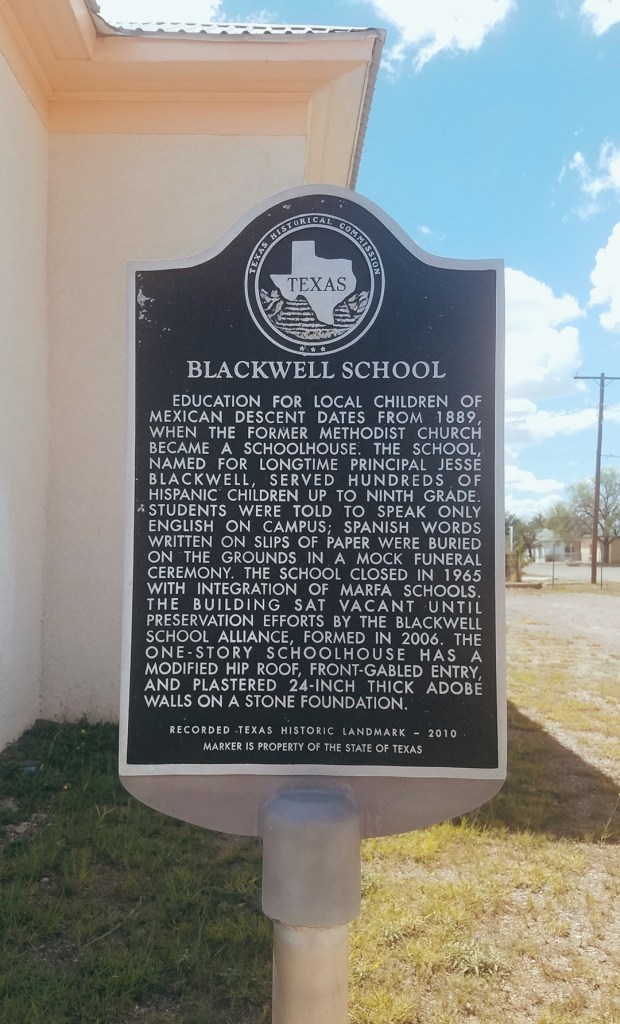 TEXAS HISTORICAL COMMISSION
TEXAS
BLACKWELL SCHOOL
EDUCATION FOR LOCAL CHILDREN OF
MEXICAN DESCENT DATES FROM 1889,
WHEN THE FORMER METHODIST CHURCH
BECAME A SCHOOLHOUSE. THE SCHOOL,
NAMED FOR LONGTIME PRINCIPAL JESSE
BLACKWELL, SERVED HUNDREDS OF
HISPANIC CHILDREN UP TO NINTH GRADE.
STUDENTS WERE TOLD TO SPEAK ONLY
ENGLISH ON CAMPUS; SPANISH WORDS
WRITTEN ON SLIPS OF PAPER WERE BURIED
ON THE GROUNDS IN A MOCK FUNERAL
CEREMONY. THE SCHOOL CLOSED IN 1965
WITH INTEGRATION OF MARFA SCHOOLS.
THE BUILDING SAT VACANT UNTIL
PRESERVATION EFFORTS BY THE BLACKWELL
SCHOOL ALLIANCE, FORMED IN 2006. THE
ONE-STORY SCHOOLHOUSE HAS A
MODIFIED HIP ROOF, FRONT-GABLED ENTRY,
AND PLASTERED 24-INCH THICK ADOBE
WALLS ON A STONE FOUNDATION.
RECORDED TEXAS HISTORIC LANDMARK – 2010
MARKER IS PROPERTY OF THE STATE OF TEXAS